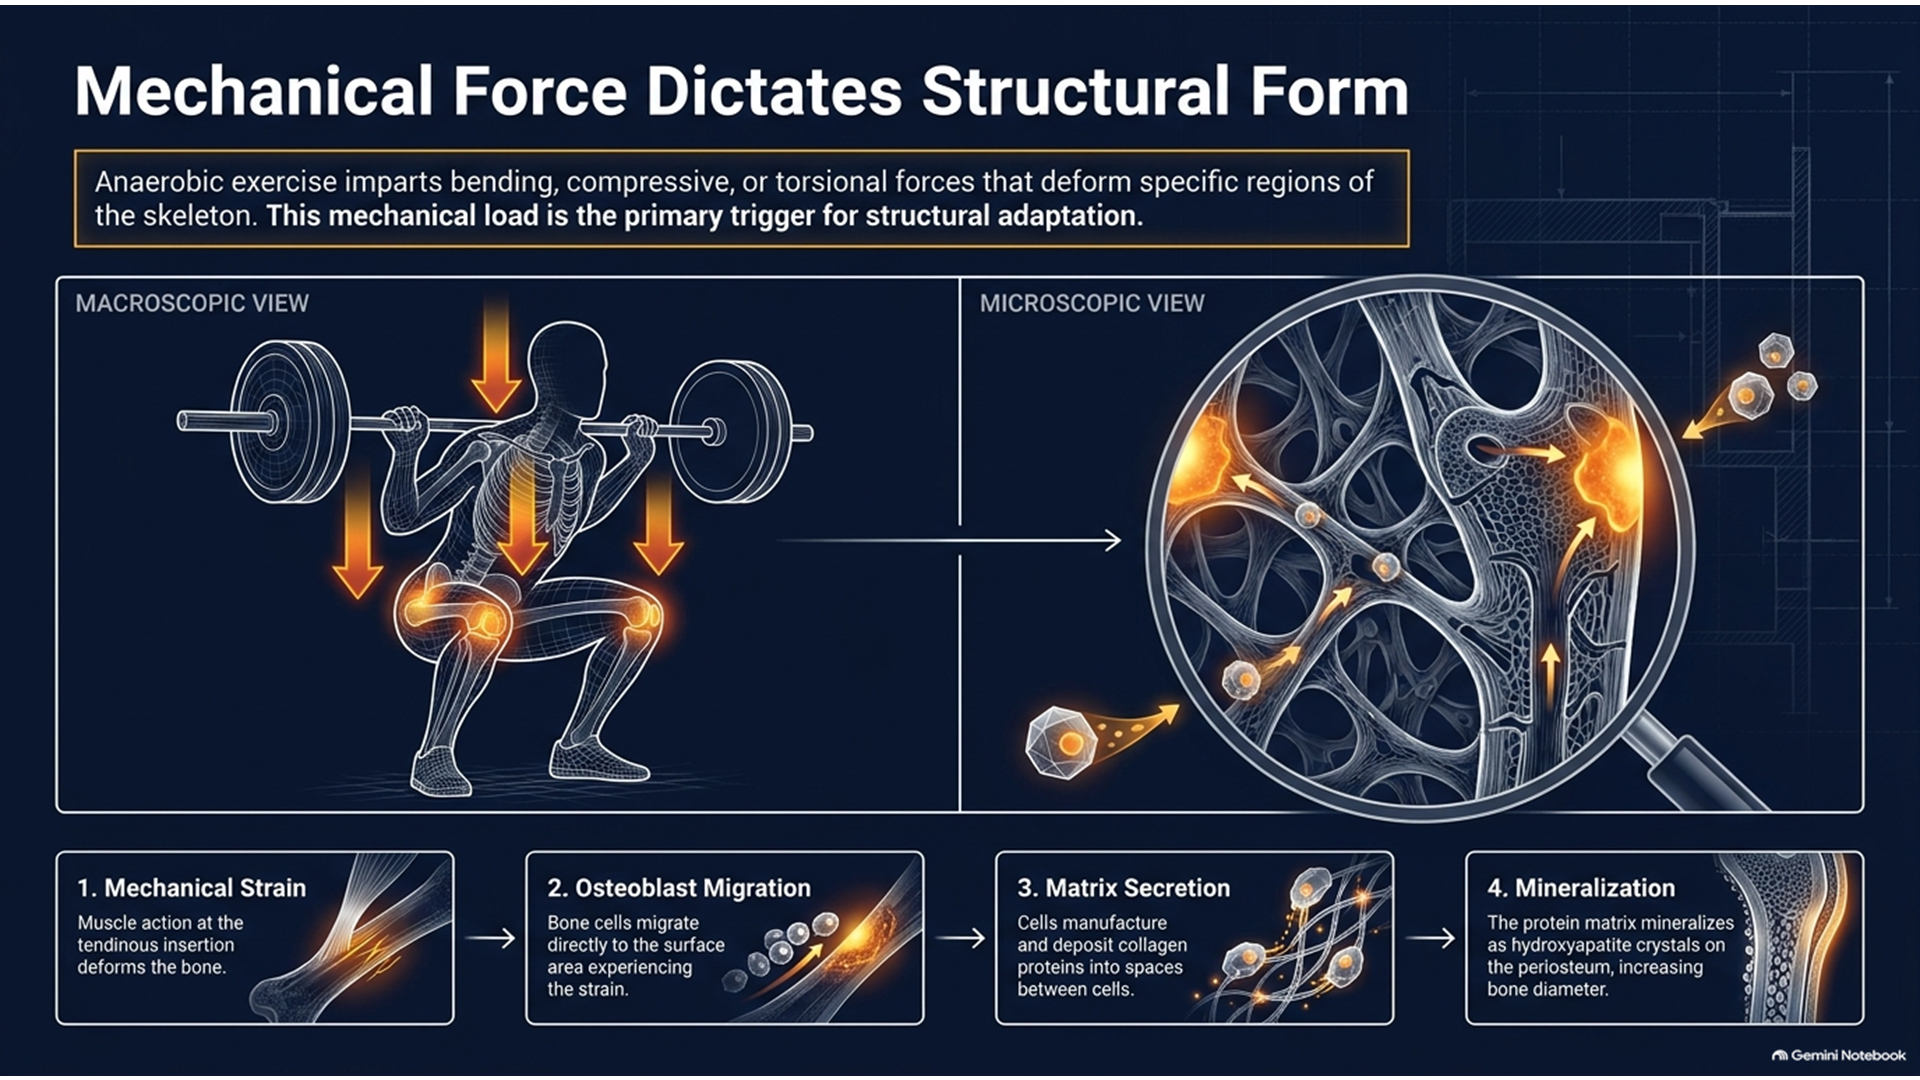 Mechanical Force Dictates Structural Form
Anaerobic exercise imparts bending, compressive, or torsional forces that deform specific regions of
the skeleton. This mechanical load is the primary trigger for structural adaptation.
MACROSCOPIC VIEW
MICROSCOPIC VIEW
1. Mechanical Strain
Muscle action at the
tendinous insertion
deforms the bone.
2. Osteoblast Migration
Bone cells migrate
directly to the surface
area experiencing
the strain.
3. Matrix Secretion
Cells manufacture
and deposit collagen
proteins into spaces
between cells.
4. Mineralization
The protein matrix mineralizes
as hydroxyapatite crystals on
the periosteum, increasing
bone diameter.
Gemini Notebook